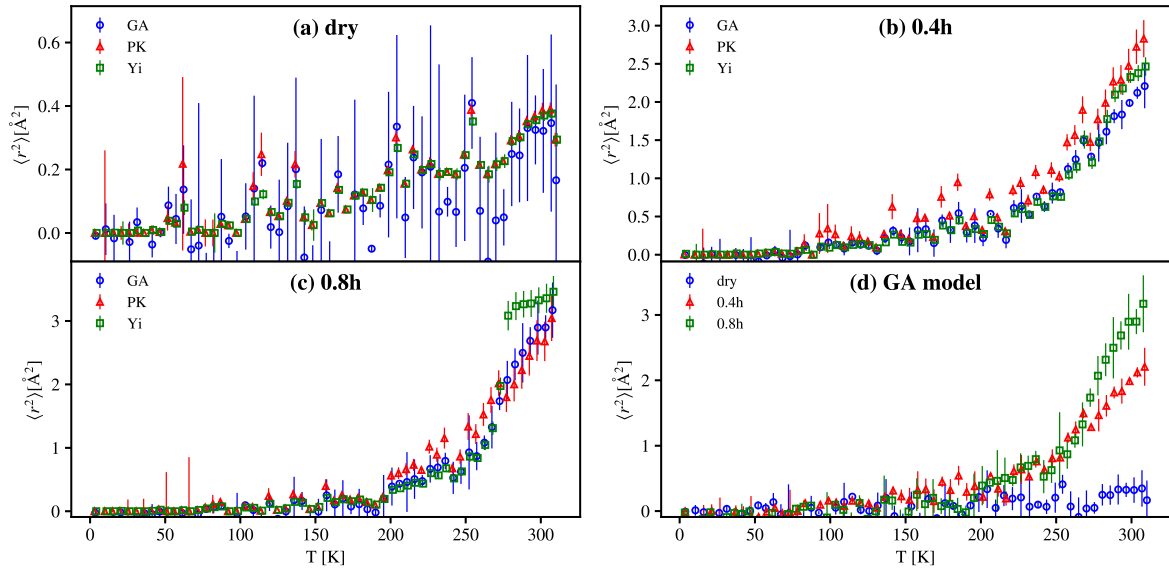 (a) dry
GA
PK
Yi
0.6
0.4
0.2
0.0
⟨r²⟩[Å²]
(b) 0.4h
GA
PK
Yi
3.0
2.5
2.0
1.5
1.0
0.5
0.0
⟨r²⟩[Å²]
(c) 0.8h
GA
PK
Yi
3
2
1
0
⟨r²⟩[Å²]
0 50 100 150 200 250 300
T [K]
(d) GA model
dry
0.4h
0.8h
3
2
1
0
⟨r²⟩[Å²]
0 50 100 150 200 250 300
T [K]